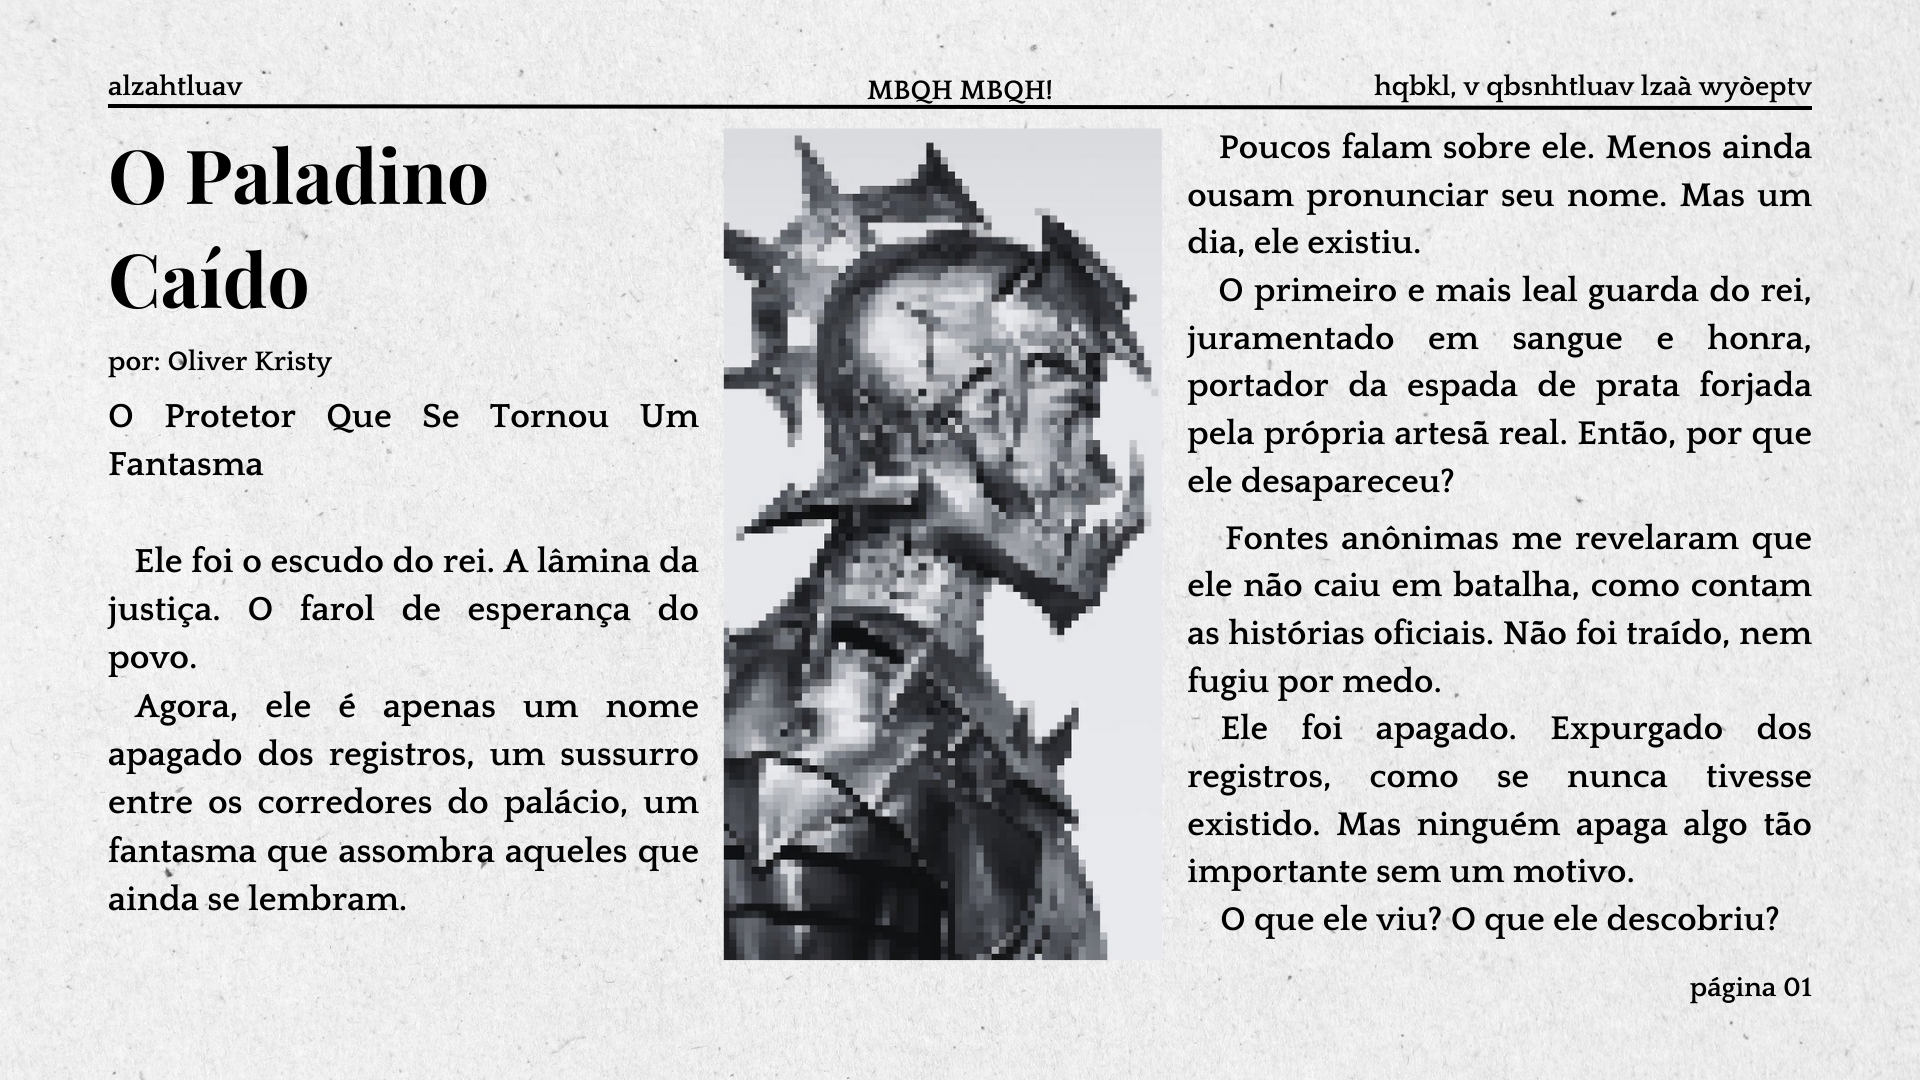 alzahtluav
MBQH MBQH!
hqbkl, v qbsnhtluav lzaà wyòeptv
O Paladino
Caído
por: Oliver Kristy
O Protetor Que Se Tornou Um
Fantasma
Ele foi o escudo do rei. A lâmina da
justiça. O farol de esperança do
povo.
Agora, ele é apenas um nome
apagado dos registros, um sussurro
entre os corredores do palácio, um
fantasma que assombra aqueles que
ainda se lembram.
Poucos falam sobre ele. Menos ainda
ousam pronunciar seu nome. Mas um
dia, ele existiu.
O primeiro e mais leal guarda do rei,
juramentado em sangue e honra,
portador da espada de prata forjada
pela própria artesã real. Então, por que
ele desapareceu?
Fontes anônimas me revelaram que
ele não caiu em batalha, como contam
as histórias oficiais. Não foi traído, nem
fugiu por medo.
Ele foi apagado. Expurgado dos
registros, como se nunca tivesse
existido. Mas ninguém apaga algo tão
importante sem um motivo.
O que ele viu? O que ele descobriu?
página 01